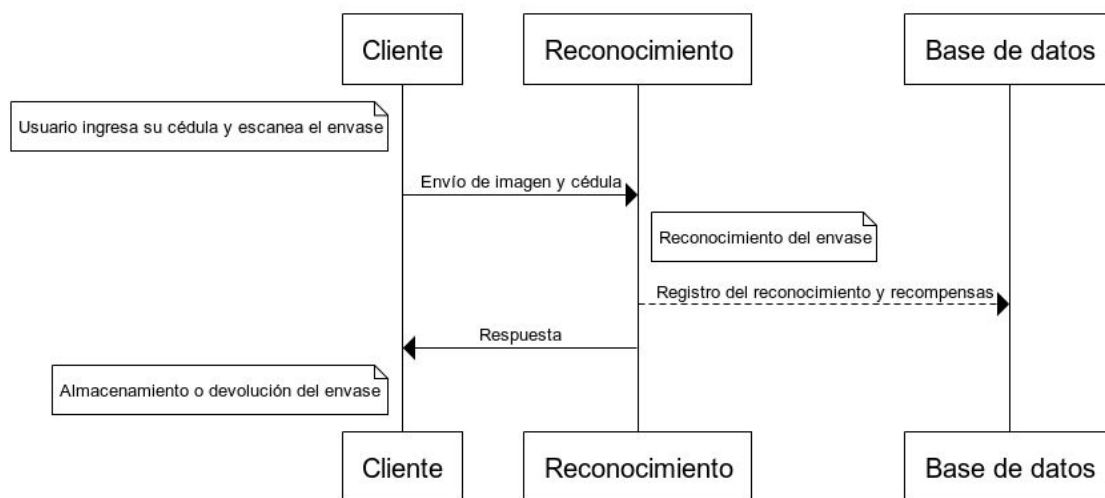 Cliente
Reconocimiento
Base de datos
Usuario ingresa su cédula y escanea el envase
Envío de imagen y cédula
Reconocimiento del envase
Registro del reconocimiento y recompensas
Respuesta
Almacenamiento o devolución del envase
Cliente
Reconocimiento
Base de datos